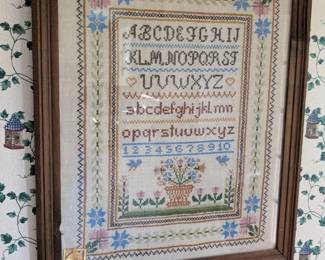 ABCDEFGHIJ
KLMNOPQRST
UVWXYZ
abcdefghijklmn
opqrstuvwxyz
12345678910